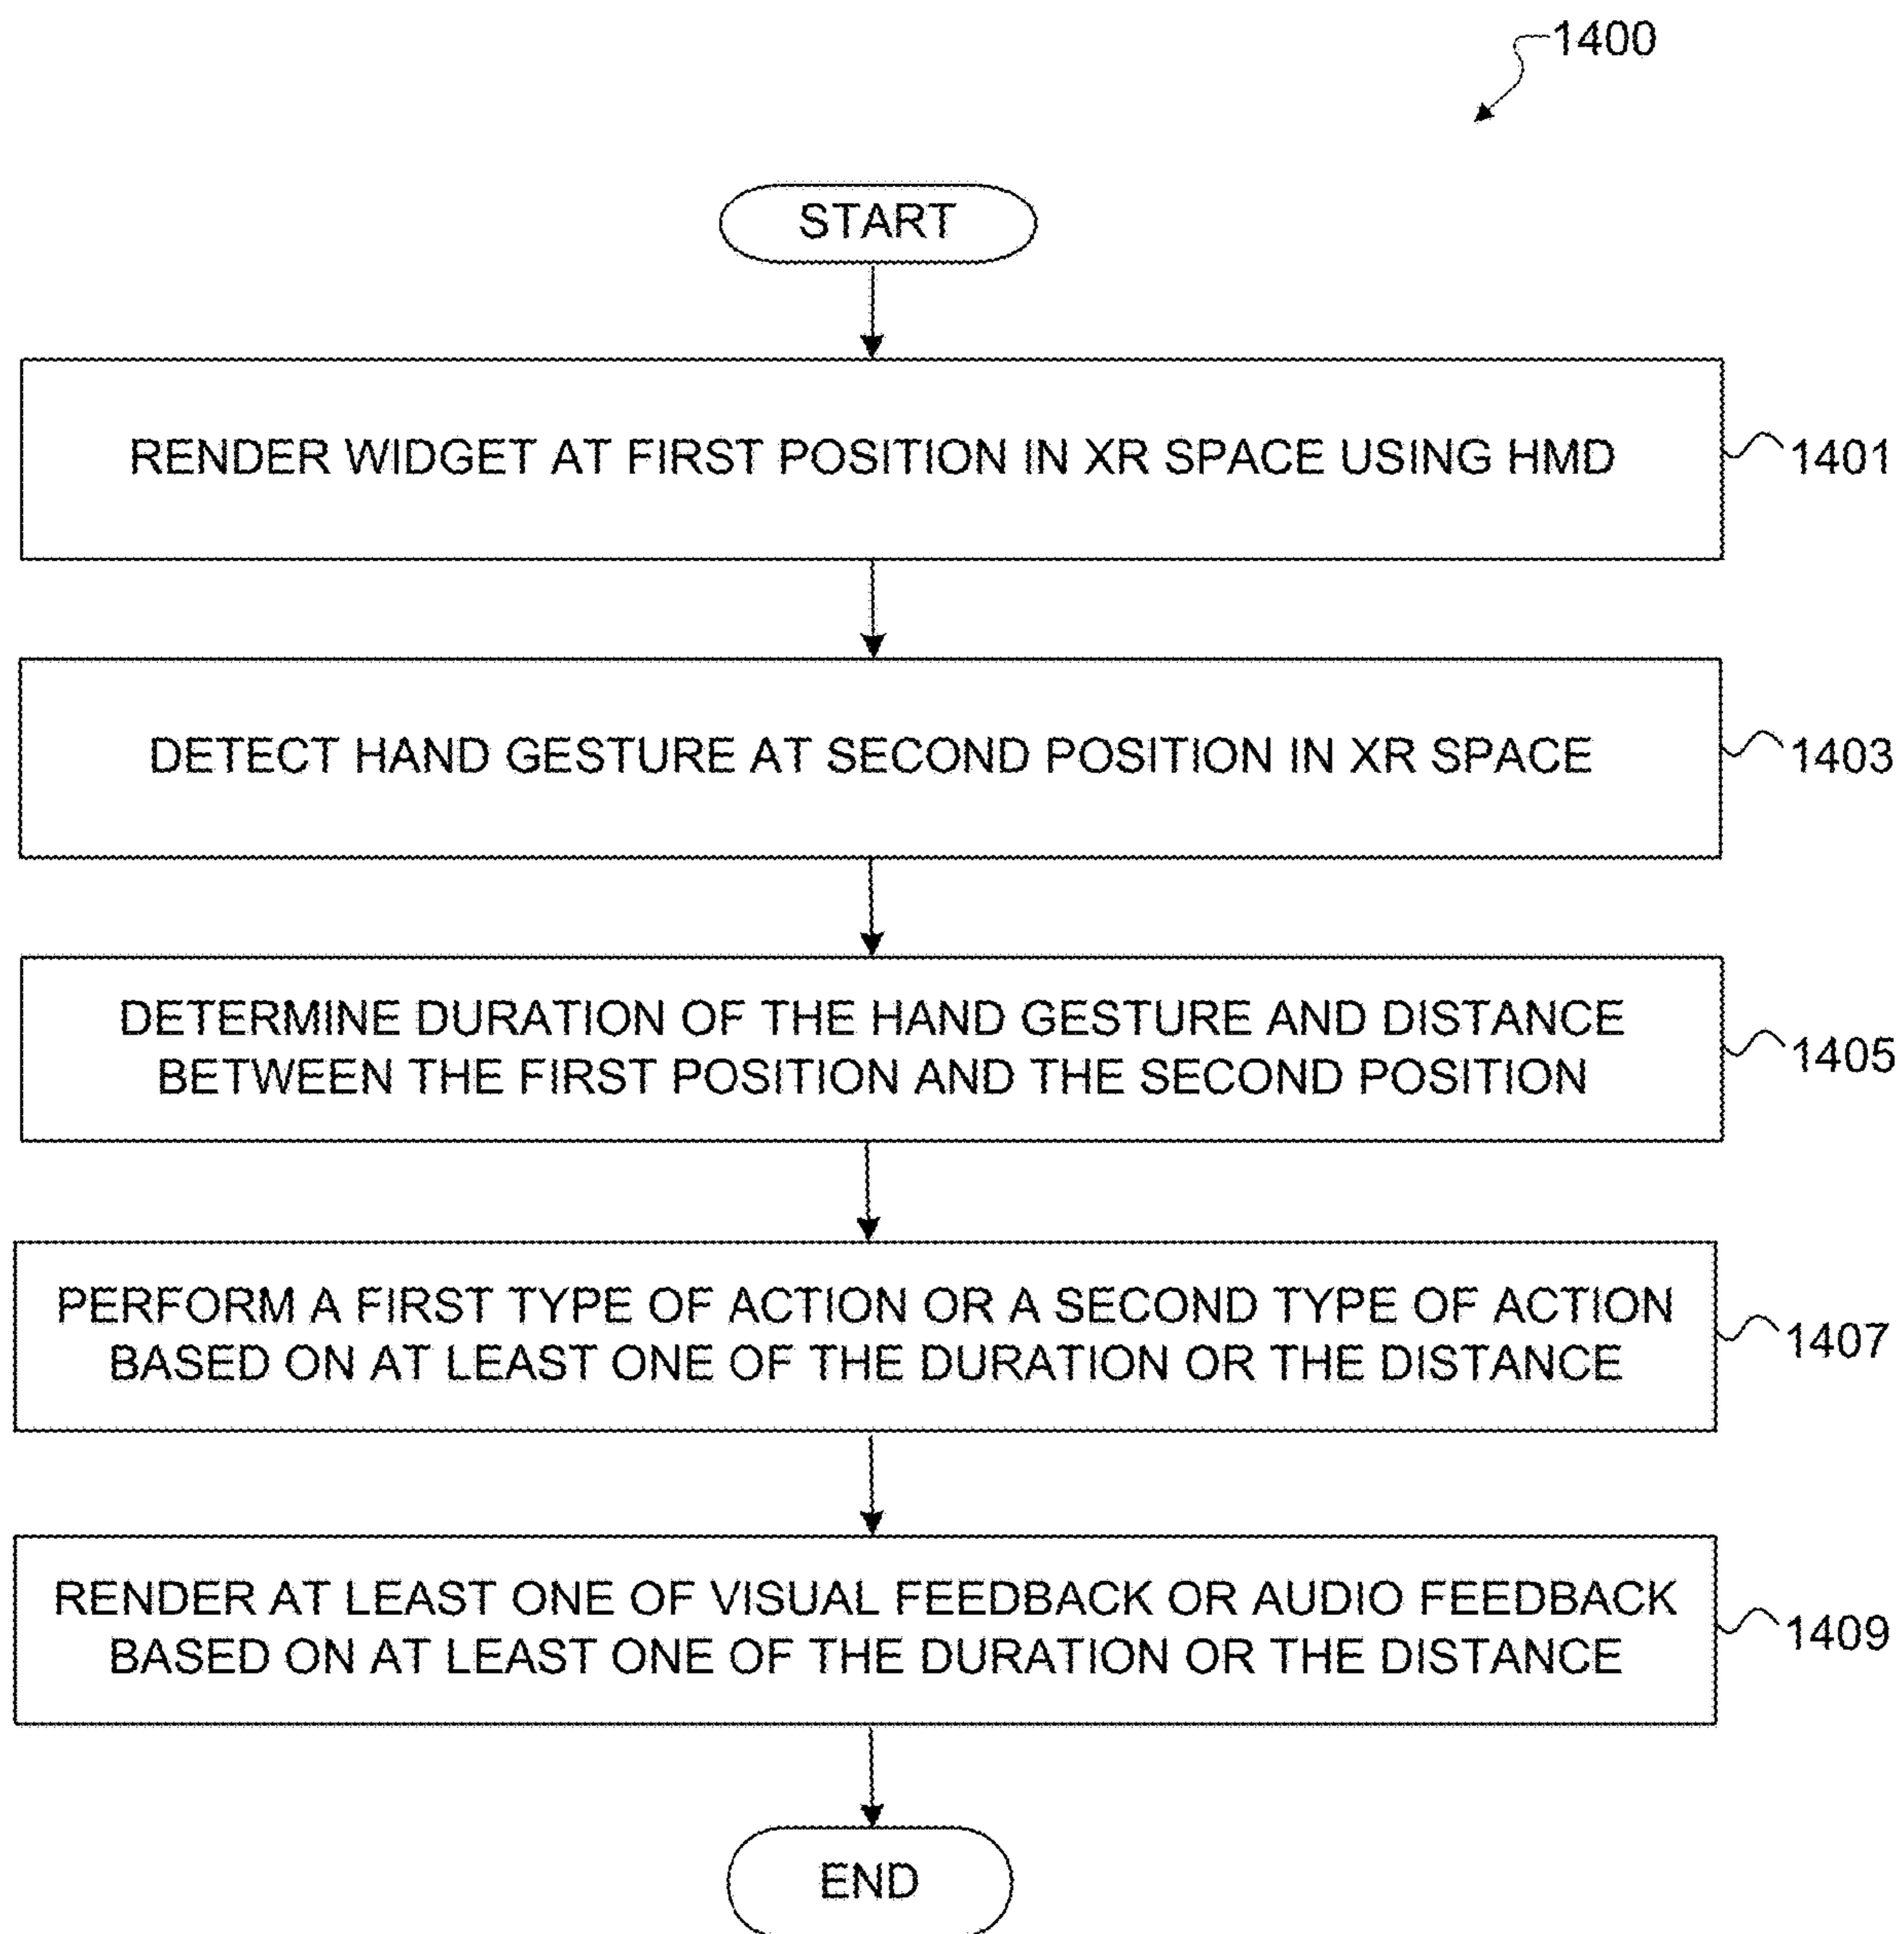 1400
START
RENDER WIDGET AT FIRST POSITION IN XR SPACE USING HMD
1401
DETECT HAND GESTURE AT SECOND POSITION IN XR SPACE
1403
DETERMINE DURATION OF THE HAND GESTURE AND DISTANCE
BETWEEN THE FIRST POSITION AND THE SECOND POSITION
1405
PERFORM A FIRST TYPE OF ACTION OR A SECOND TYPE OF ACTION
BASED ON AT LEAST ONE OF THE DURATION OR THE DISTANCE
1407
RENDER AT LEAST ONE OF VISUAL FEEDBACK OR AUDIO FEEDBACK
BASED ON AT LEAST ONE OF THE DURATION OR THE DISTANCE
1409
END